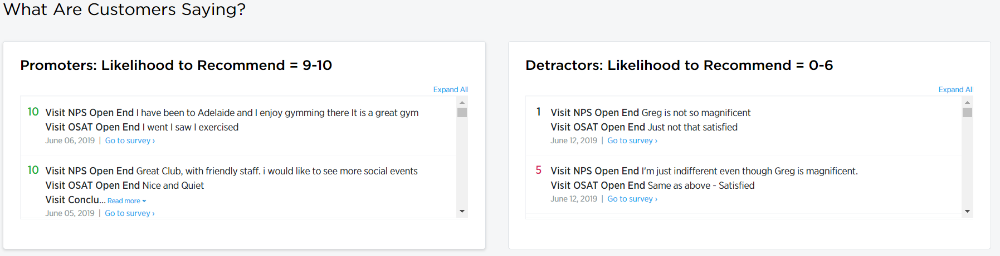 What Are Customers Saying?
Promoters: Likelihood to Recommend = 9-10
Expand All
10 Visit NPS Open End I have been to Adelaide and I enjoy gymming there It is a great gym
Visit OSAT Open End I went I saw I exercised
June 06, 2019 | Go to survey ›
10 Visit NPS Open End Great Club, with friendly staff. i would like to see more social events
Visit OSAT Open End Nice and Quiet
Visit Conclu... Read more
June 05, 2019 | Go to survey ›
Detractors: Likelihood to Recommend = 0-6
Expand All
1 Visit NPS Open End Greg is not so magnificent
Visit OSAT Open End Just not that satisfied
June 12, 2019 | Go to survey ›
5 Visit NPS Open End I'm just indifferent even though Greg is magnificent.
Visit OSAT Open End Same as above - Satisfied
June 12, 2019 | Go to survey ›